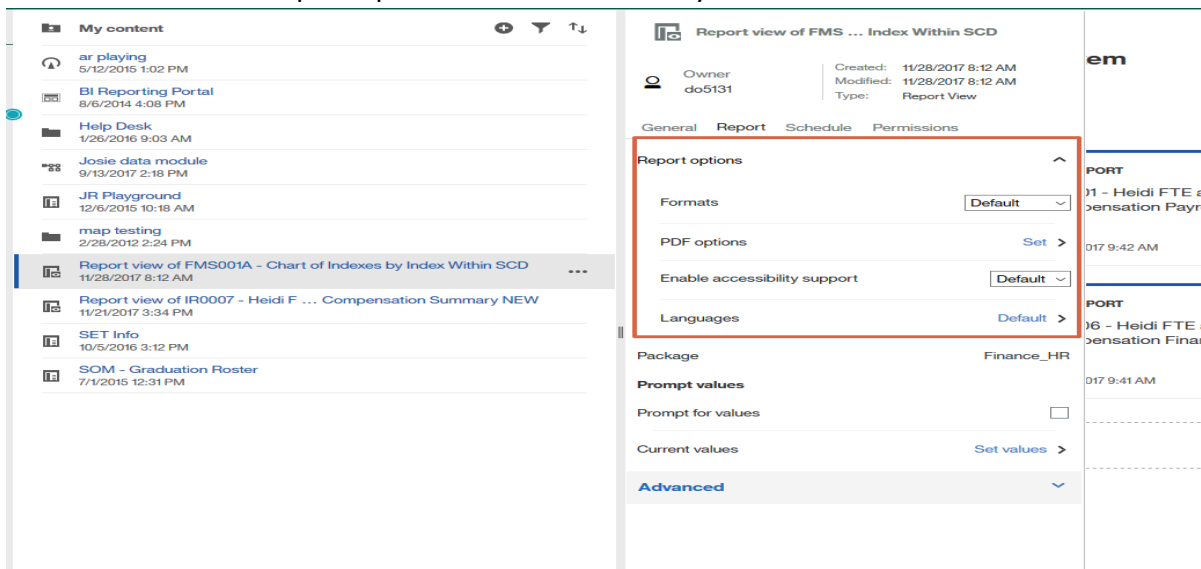 My content
ar playing
5/12/2015 1:02 PM
BI Reporting Portal
8/6/2014 4:08 PM
Help Desk
1/26/2016 9:03 AM
Josie data module
9/13/2017 2:18 PM
JR Playground
12/6/2015 10:18 AM
map testing
2/28/2012 2:24 PM
Report view of FMS001A - Chart of Indexes by Index Within SCD
11/28/2017 8:12 AM
Report view of IR0007 - Heidi F ... Compensation Summary NEW
11/21/2017 3:34 PM
SET Info
10/5/2016 3:12 PM
SOM - Graduation Roster
7/1/2015 12:31 PM
Report view of FMS ... Index Within SCD
Owner
do5131
Created: 11/28/2017 8:12 AM
Modified: 11/28/2017 8:12 AM
Type: Report View
General Report Schedule Permissions
Report options
Formats Default
PDF options Set
Enable accessibility support Default
Languages Default
Package Finance_HR
Prompt values
Prompt for values
Current values Set values
Advanced
em
PORT
01 - Heidi FTE a
pensation Payr
017 9:42 AM
PORT
06 - Heidi FTE
pensation Finan
017 9:41 AM